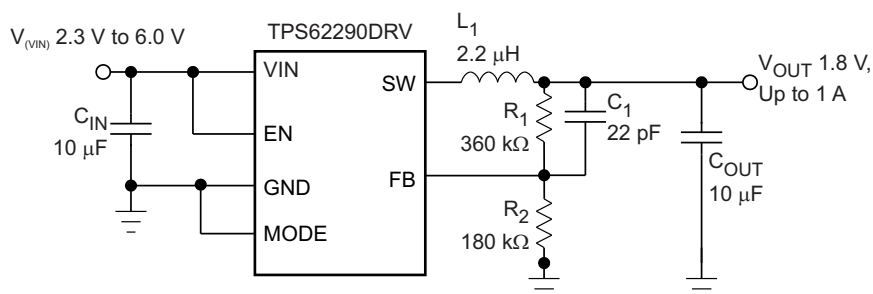 TPS62290DRV
V(VIN) 2.3 V to 6.0 V
L1
2.2 μH
VIN
SW
VOUT 1.8 V,
Up to 1 A
CIN
10 μF
EN
R1
360 kΩ
C1
22 pF
COUT
10 μF
GND
FB
MODE
R2
180 kΩ